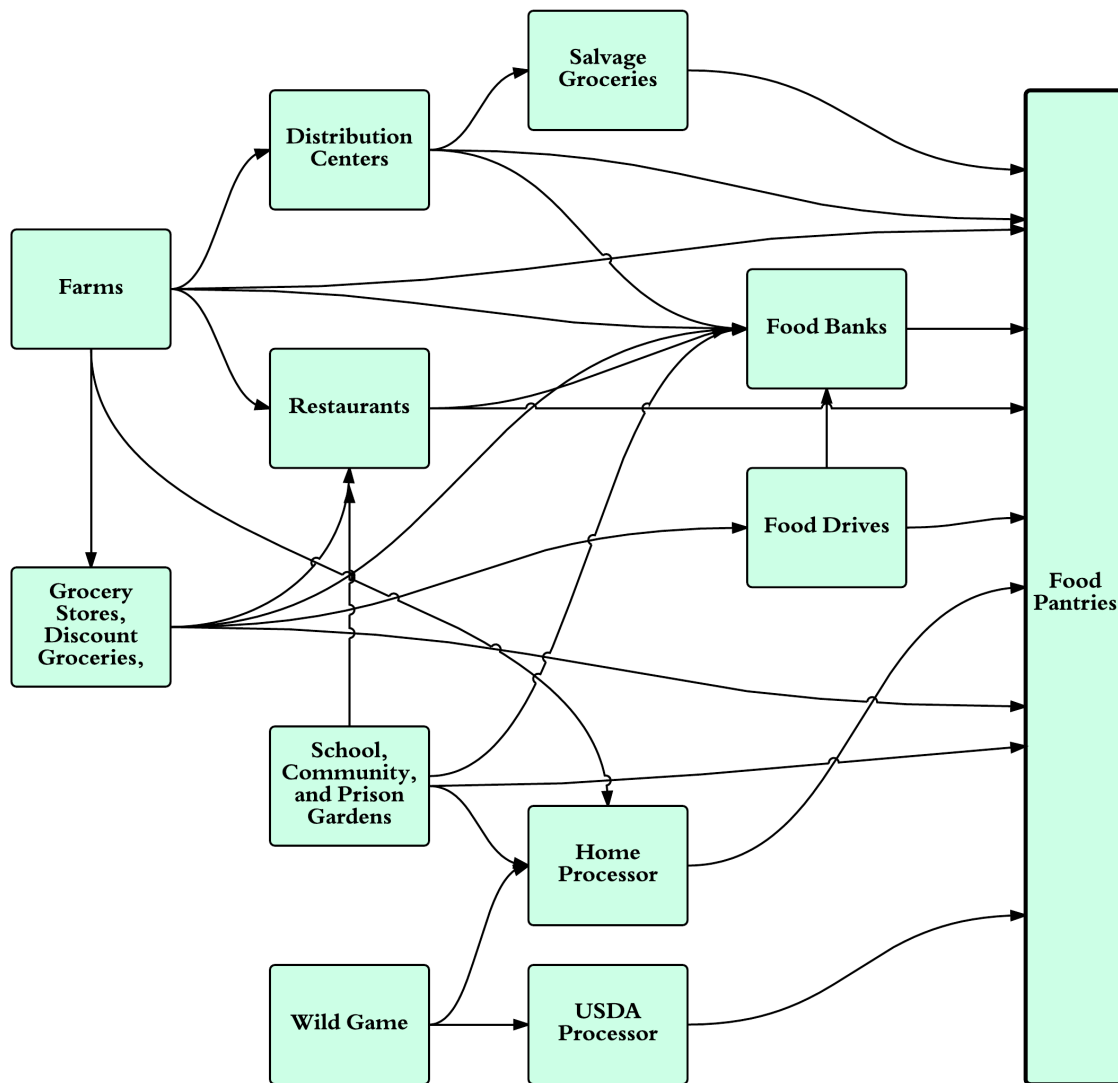 Salvage
Groceries
Distribution
Centers
Farms
Food Banks
Restaurants
Food Drives
Grocery
Stores,
Discount
Groceries,
Food
Pantries
School,
Community,
and Prison
Gardens
Home
Processor
Wild Game
USDA
Processor